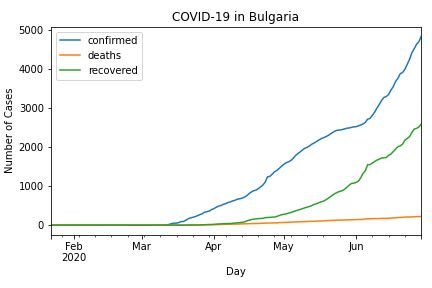 COVID-19 in Bulgaria
confirmed
deaths
recovered
Number of Cases
5000
4000
3000
2000
1000
0
Feb Mar Apr May Jun
2020
Day